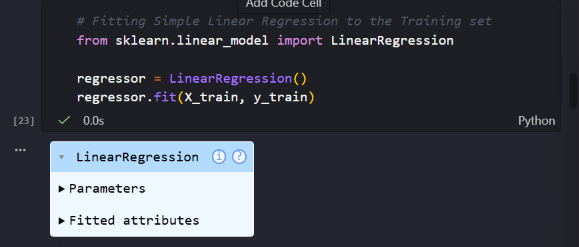 Add Code Cell
# Fitting Simple Linear Regression to the Training set
from sklearn.linear_model import LinearRegression
regressor = LinearRegression()
regressor.fit(X_train, y_train)
[23]
✓ 0.0s
Python
...
▾ LinearRegression i ?
▸ Parameters
▸ Fitted attributes